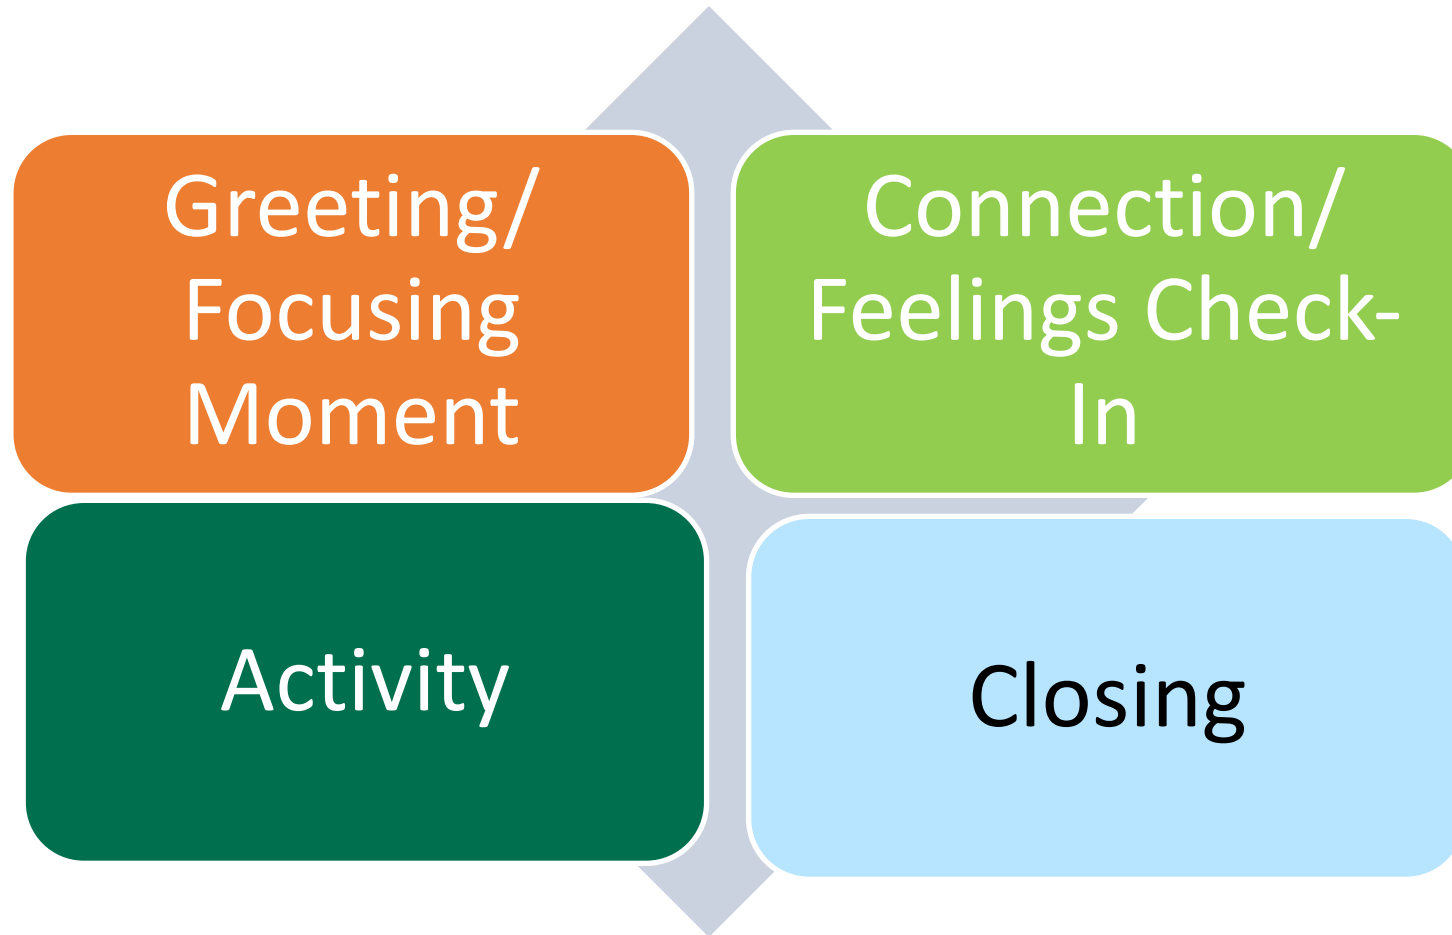 Greeting/
Focusing
Moment
Connection/
Feelings Check-
In
Activity
Closing